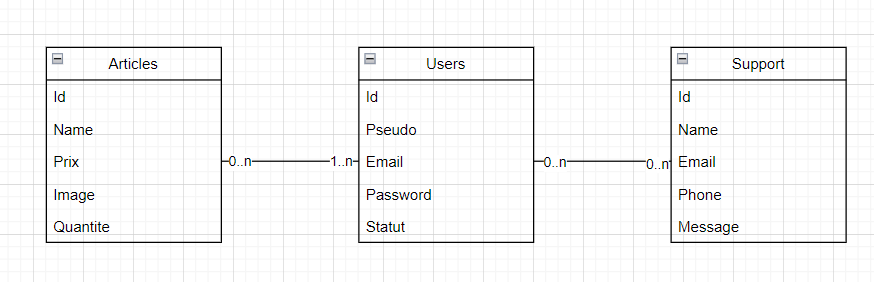 Articles
Id
Name
Prix
Image
Quantite
0..n
1..n
Users
Id
Pseudo
Email
Password
Statut
0..n
0..n
Support
Id
Name
Email
Phone
Message